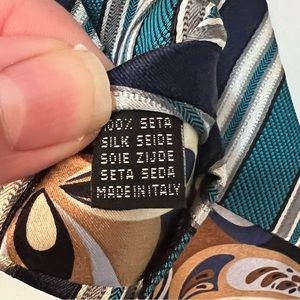 100% SETA
SILK SEIDE
SOIE ZIJDE
SETA SEDA
MADE IN ITALY